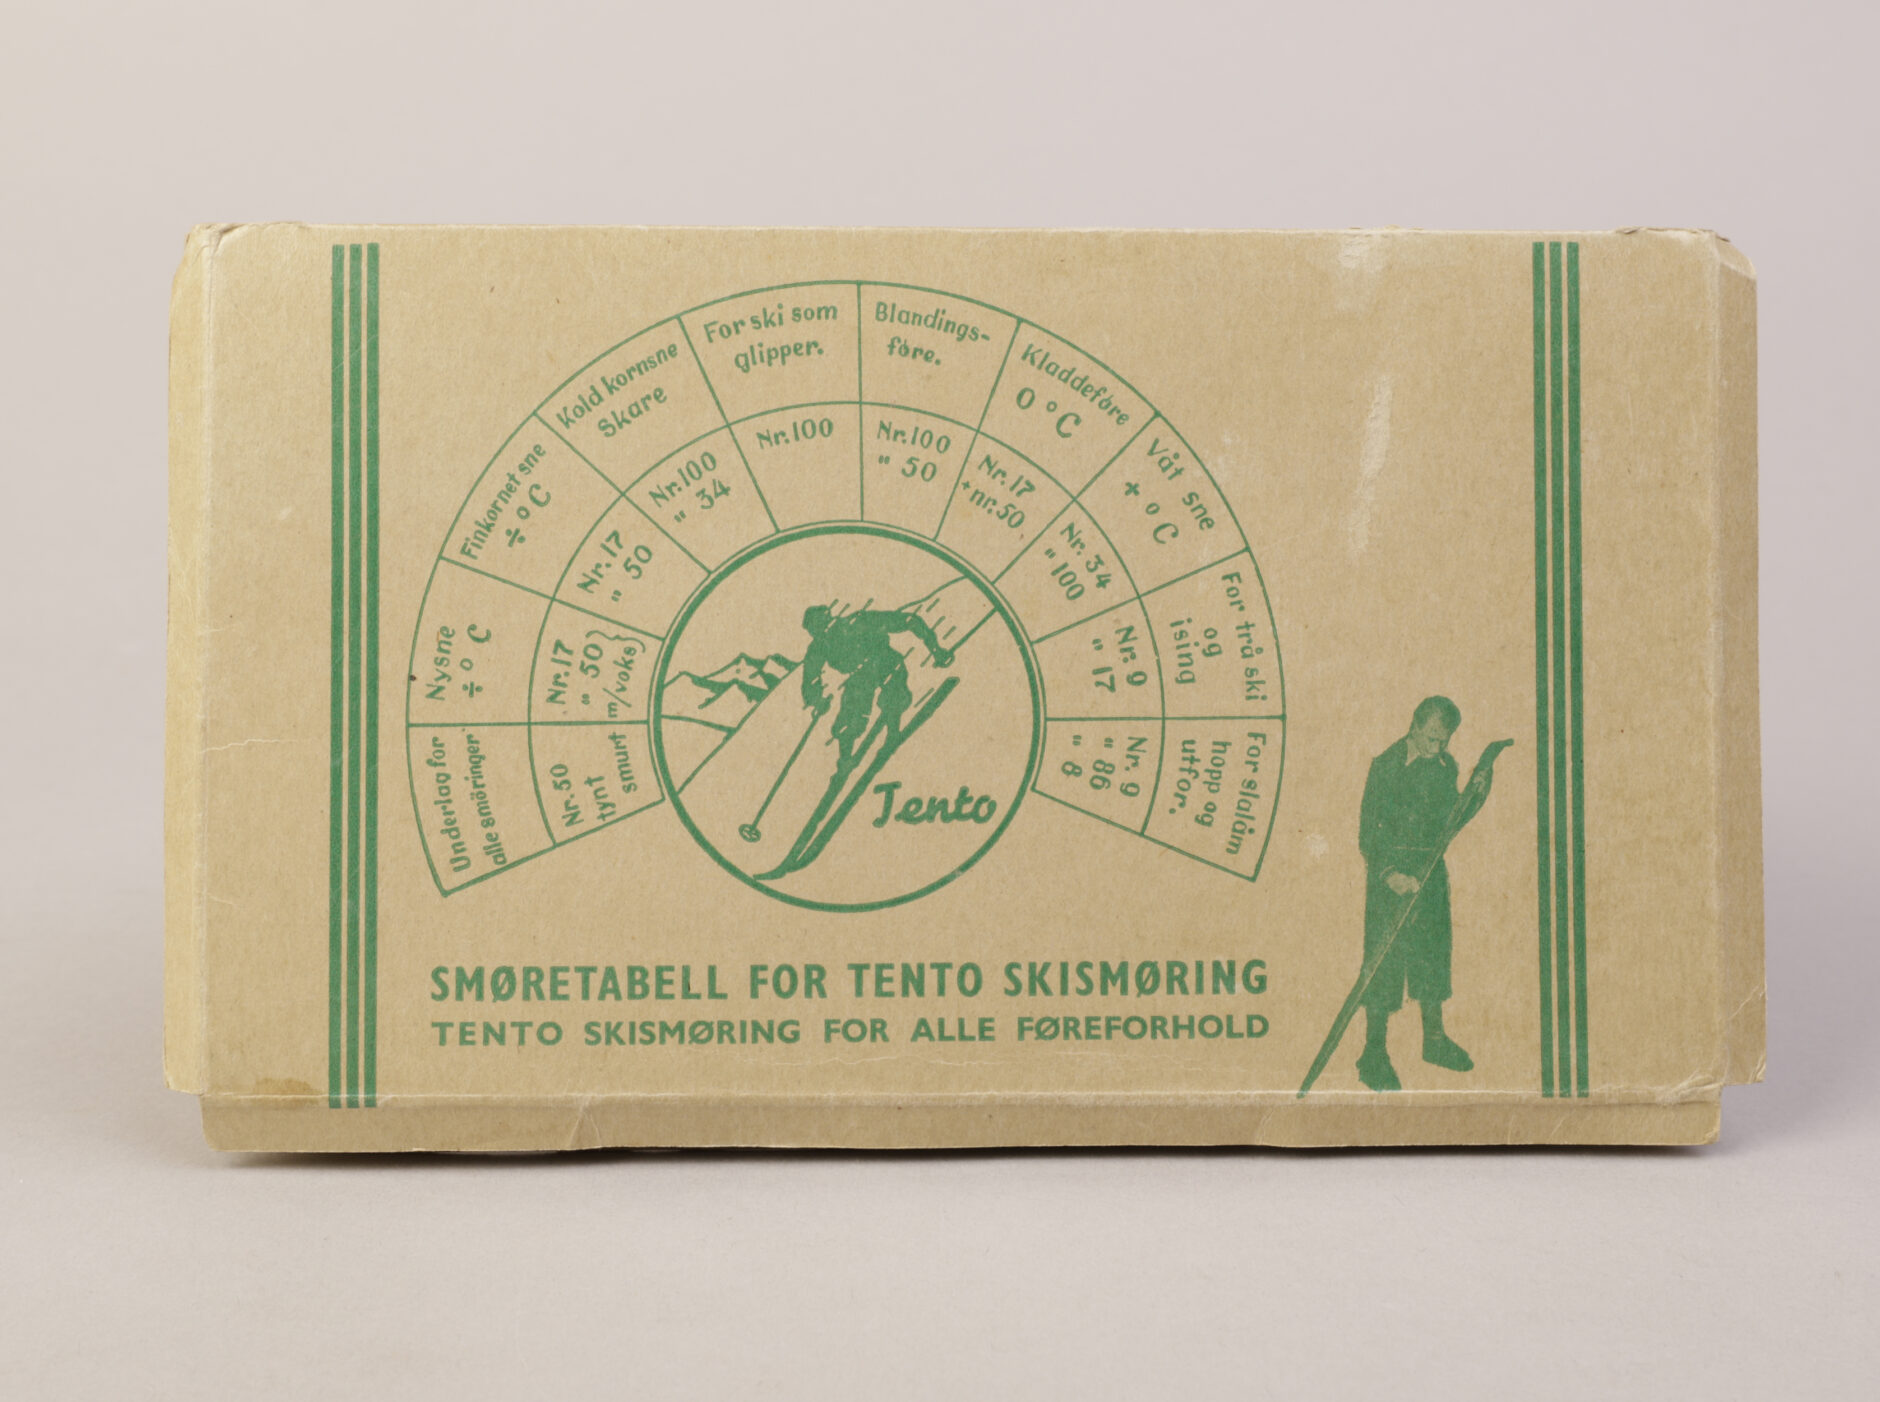 Underlag for
alle smöringer
Nr. 50
tynt
smurt
Nysne
÷ ° C
Nr. 17
" 50
m/voks
Finkornet sne
÷ ° C
Nr. 17
" 50
Kold kornsne
Skare
Nr. 100
" 34
For ski som
glipper.
Nr. 100
Blandings-
före.
Nr. 100
" 50
Kladdeföre
0 ° C
Nr. 17
+ nr. 50
Våt sne
+ ° C
Nr. 34
" 100
For trå ski
og
ising
Nr. 9
" 17
For slalåm
hopp og
utfor.
Nr. 9
" 86
" 8
Tento
SMØRETABELL FOR TENTO SKISMØRING
TENTO SKISMØRING FOR ALLE FØREFORHOLD